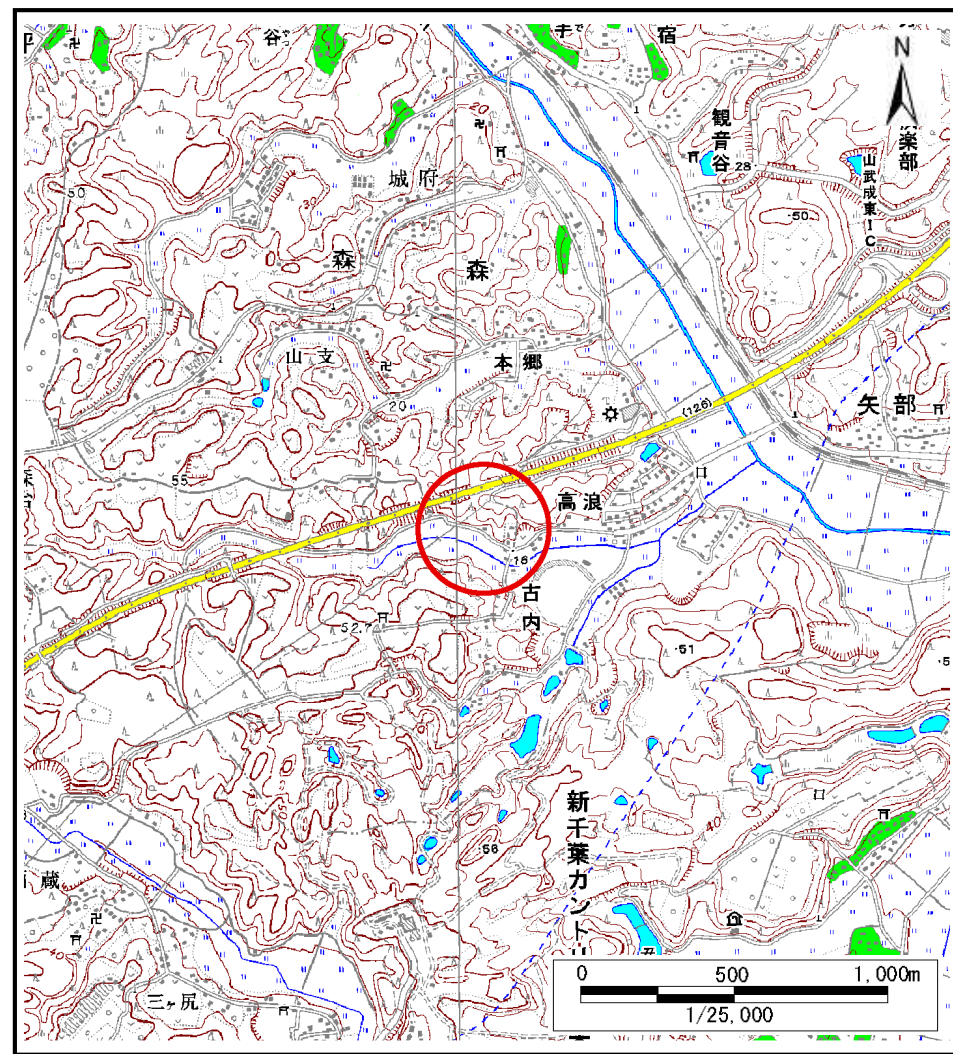 谷
宿
N
観音谷
28
楽部
山武成東IC
20
城府
50
30
50
森
森
山支
本郷
20
(126)
矢部
55
高浪
18
古内
52.7
51
40
56
新千葉カントリ
蔵
三ヶ尻
0 500 1,000m
1/25,000